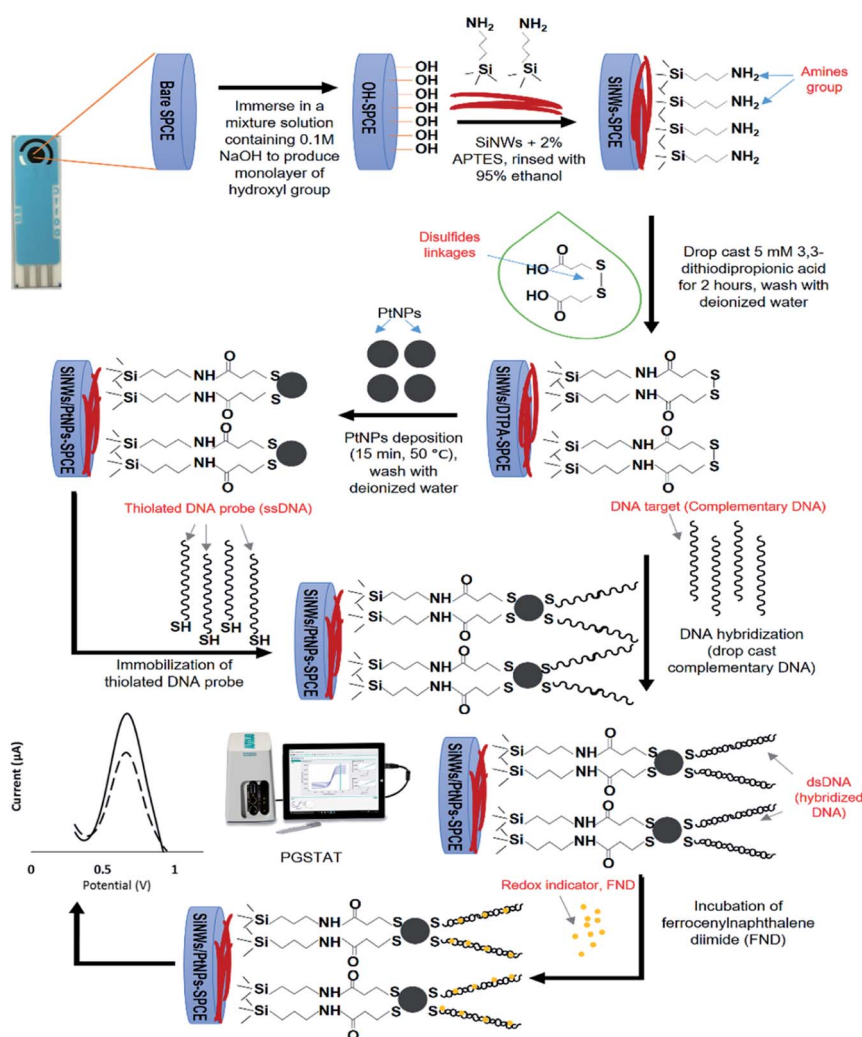 Bare SPCE
Immerse in a
mixture solution
containing 0.1M
NaOH to produce
monolayer of
hydroxyl group
OH-SPCE
OH
OH
OH
OH
OH
OH
OH
NH2
NH2
Si
Si
SiNWs + 2%
APTES, rinsed with
95% ethanol
SiNWs-SPCE
Si NH2
Si NH2
Si NH2
Si NH2
Amines
group
Disulfides
linkages
O
HO
S
S
HO
O
Drop cast 5 mM 3,3-
dithiodipropionic acid
for 2 hours, wash with
deionized water
PtNPs
PtNPs deposition
(15 min, 50 °C),
wash with
deionized water
SiNWs/DTPA-SPCE
O
Si NH S
Si NH S
O
O
Si NH S
Si NH S
O
SiNWs/PtNPs-SPCE
O
Si NH S
Si NH S
O
O
Si NH S
Si NH S
O
Thiolated DNA probe (ssDNA)
SH
SH
SH
SH
Immobilization of
thiolated DNA probe
SiNWs/PtNPs-SPCE
O
Si NH S S
Si NH S S
O
O
Si NH S S
Si NH S S
O
DNA target (Complementary DNA)
DNA hybridization
(drop cast
complementary DNA)
SiNWs/PtNPs-SPCE
O
Si NH S S
Si NH S S
O
O
Si NH S S
Si NH S S
O
dsDNA
(hybridized
DNA)
Redox indicator, FND
Incubation of
ferrocenylnaphthalene
diimide (FND)
SiNWs/PtNPs-SPCE
O
Si NH S S
Si NH S S
O
O
Si NH S S
Si NH S S
O
PGSTAT
Current (µA)
0 0.5 1
Potential (V)